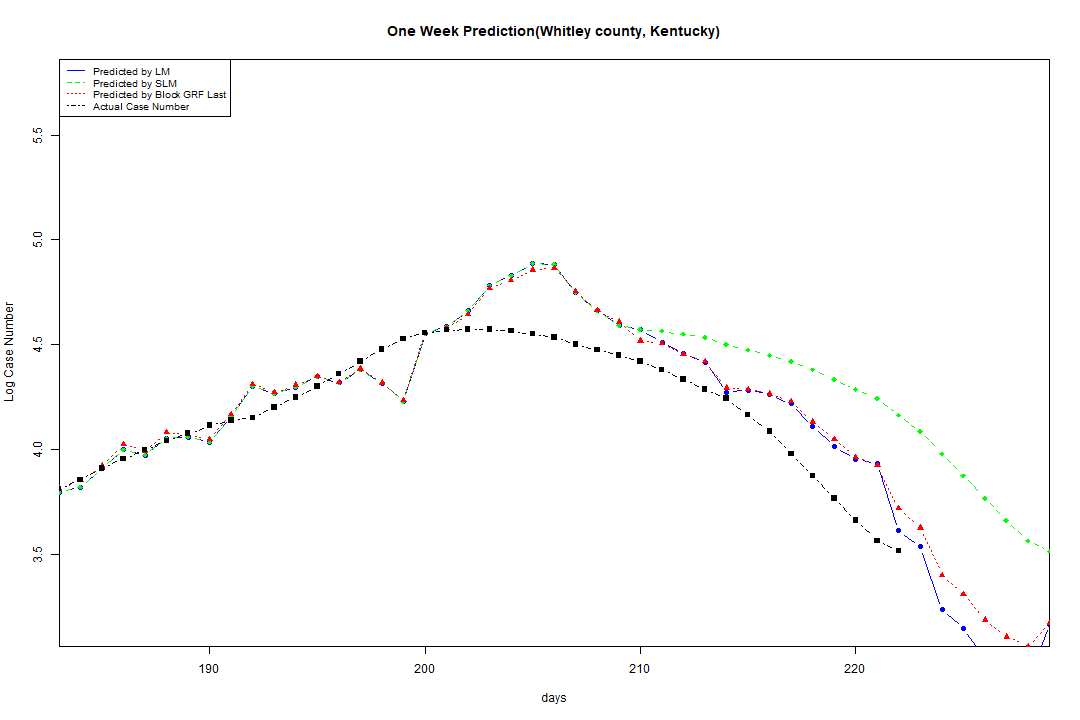 One Week Prediction(Whitley county, Kentucky)
Predicted by LM
Predicted by SLM
Predicted by Block GRF Last
Actual Case Number
5.5
5.0
4.5
4.0
3.5
Log Case Number
190
200
210
220
days